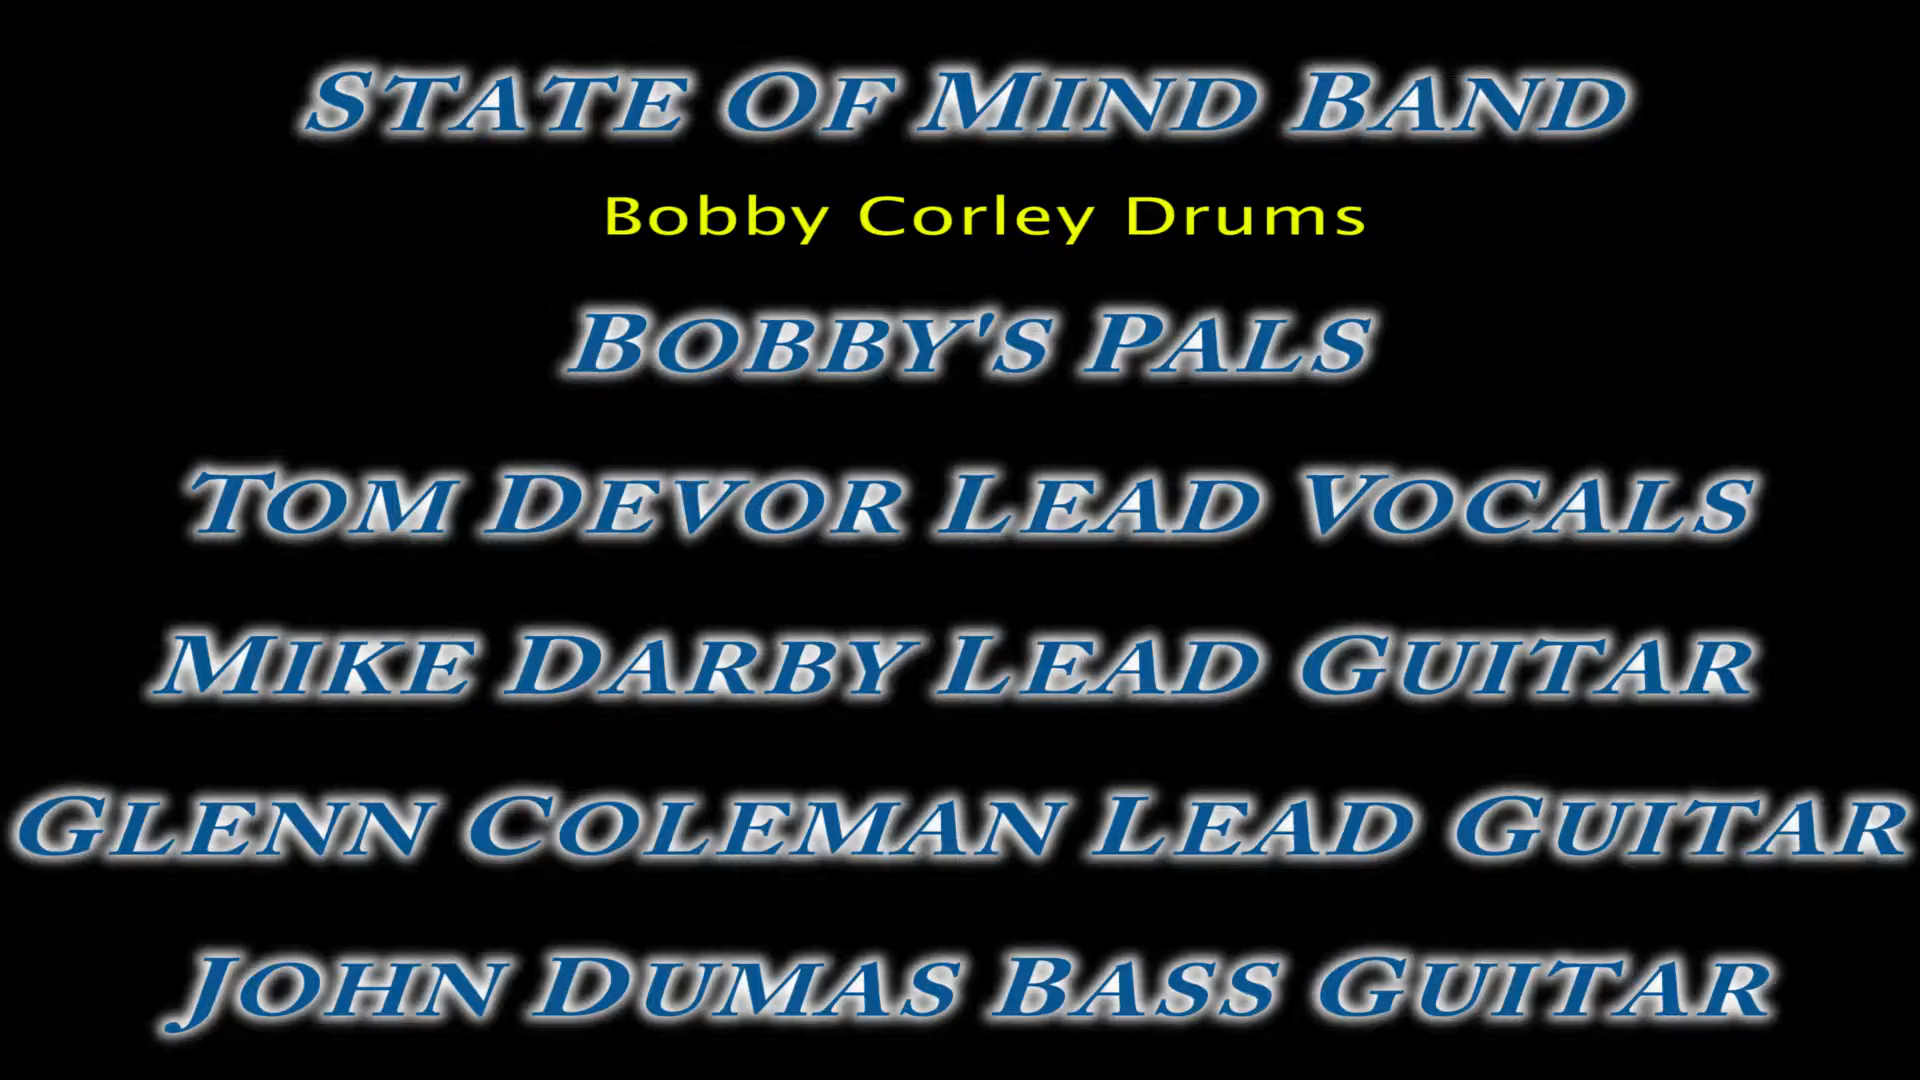 State Of Mind Band
Bobby Corley Drums
Bobby's Pals
Tom Devor Lead Vocals
Mike Darby Lead Guitar
Glenn Coleman Lead Guitar
John Dumas Bass Guitar